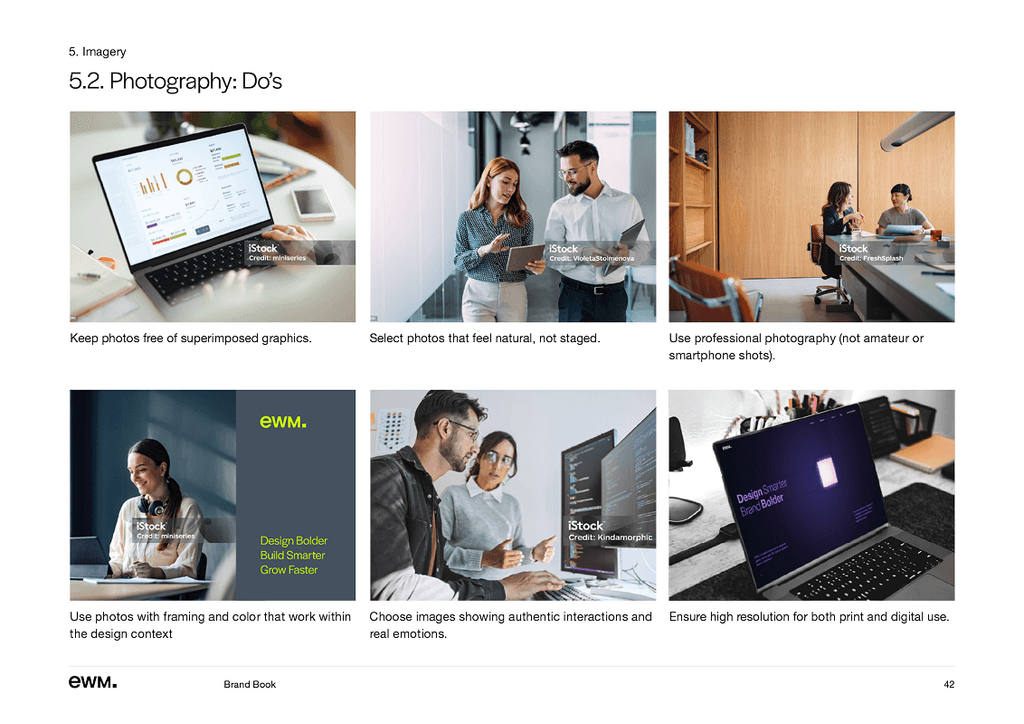 5. Imagery
5.2. Photography: Do's
iStock
Credit: miniseries
iStock
Credit: VioletaStoimenova
iStock
Credit: FreshSplash
Keep photos free of superimposed graphics.
Select photos that feel natural, not staged.
Use professional photography (not amateur or
smartphone shots).
ewm.
iStock
Credit: miniseries
Design Bolder
Build Smarter
Grow Faster
iStock
Credit: Kindamorphic
ewm.
Design Smarter
Brand Bolder
Use photos with framing and color that work within
the design context
Choose images showing authentic interactions and
real emotions.
Ensure high resolution for both print and digital use.
ewm.
Brand Book
42